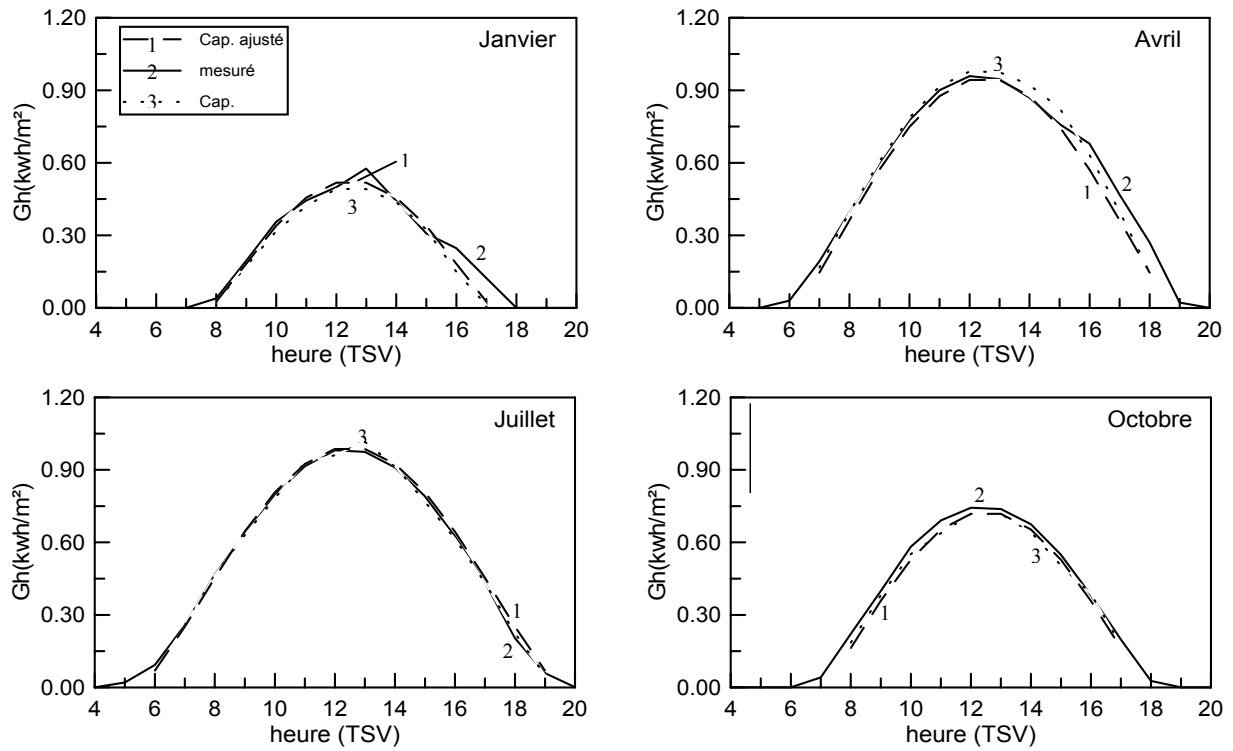 Janvier
1 Cap. ajusté
2 mesuré
3 Cap.
Gh(kwh/m²)
1.20
0.90
0.60
0.30
0.00
1
3
2
4 6 8 10 12 14 16 18 20
heure (TSV)
Avril
Gh(kwh/m²)
1.20
0.90
0.60
0.30
0.00
3
2
1
4 6 8 10 12 14 16 18 20
heure (TSV)
Juillet
Gh(kwh/m²)
1.20
0.90
0.60
0.30
0.00
3
1
2
4 6 8 10 12 14 16 18 20
heure (TSV)
Octobre
Gh(kwh/m²)
1.20
0.90
0.60
0.30
0.00
2
3
1
4 6 8 10 12 14 16 18 20
heure (TSV)